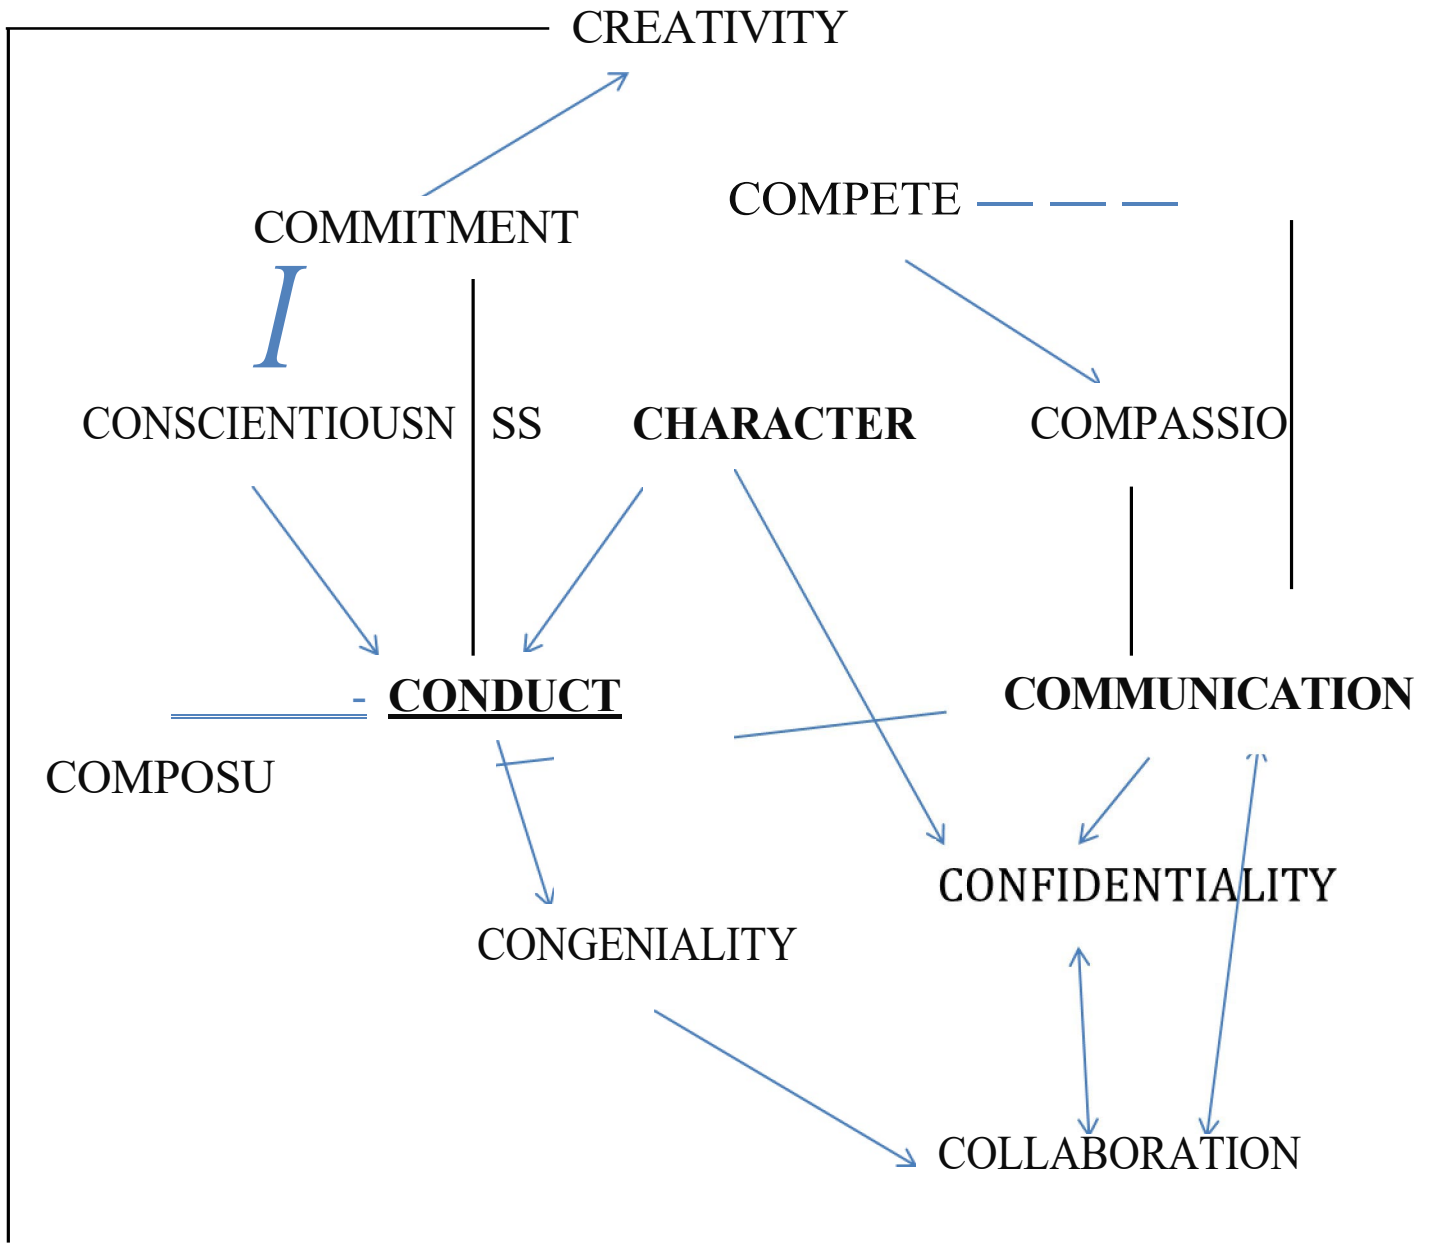 CREATIVITY
COMPETE
COMMITMENT
CONSCIENTIOUSN SS
CHARACTER
COMPASSIO
CONDUCT
COMMUNICATION
COMPOSU
CONFIDENTIALITY
CONGENIALITY
COLLABORATION